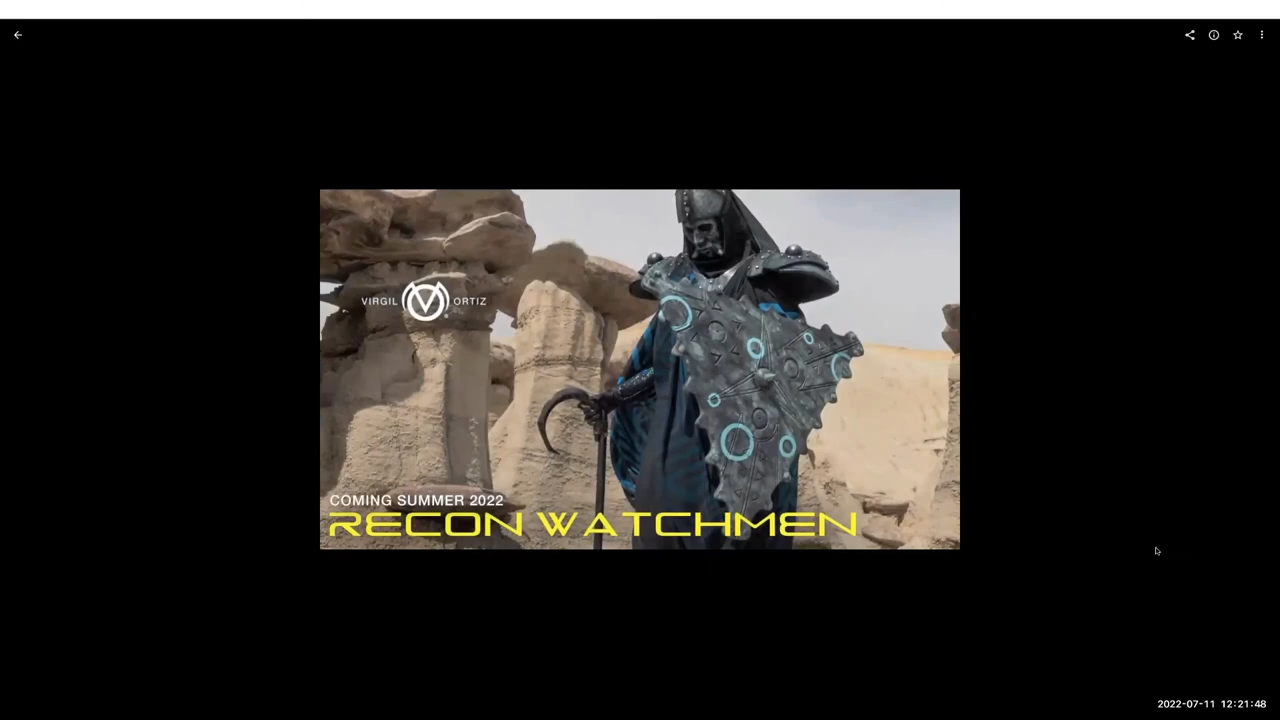 VIRGIL ORTIZ
COMING SUMMER 2022
RECON WATCHMEN
2022-07-11 12:21:48